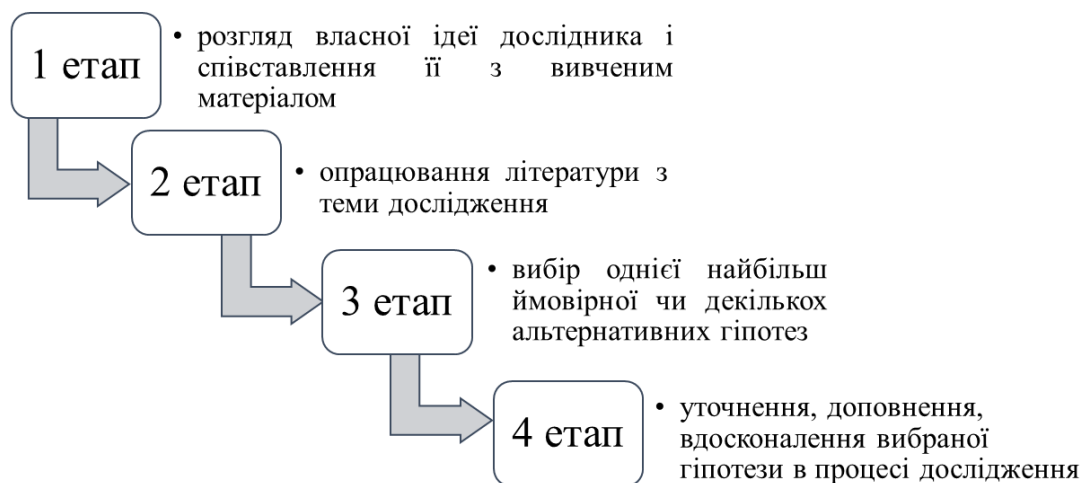 1 етап
• розгляд власної ідеї дослідника і
співставлення її з вивченим
матеріалом
2 етап
• опрацювання літератури з
теми дослідження
3 етап
• вибір однієї найбільш
ймовірної чи декількох
альтернативних гіпотез
4 етап
• уточнення, доповнення,
вдосконалення вибраної
гіпотези в процесі дослідження